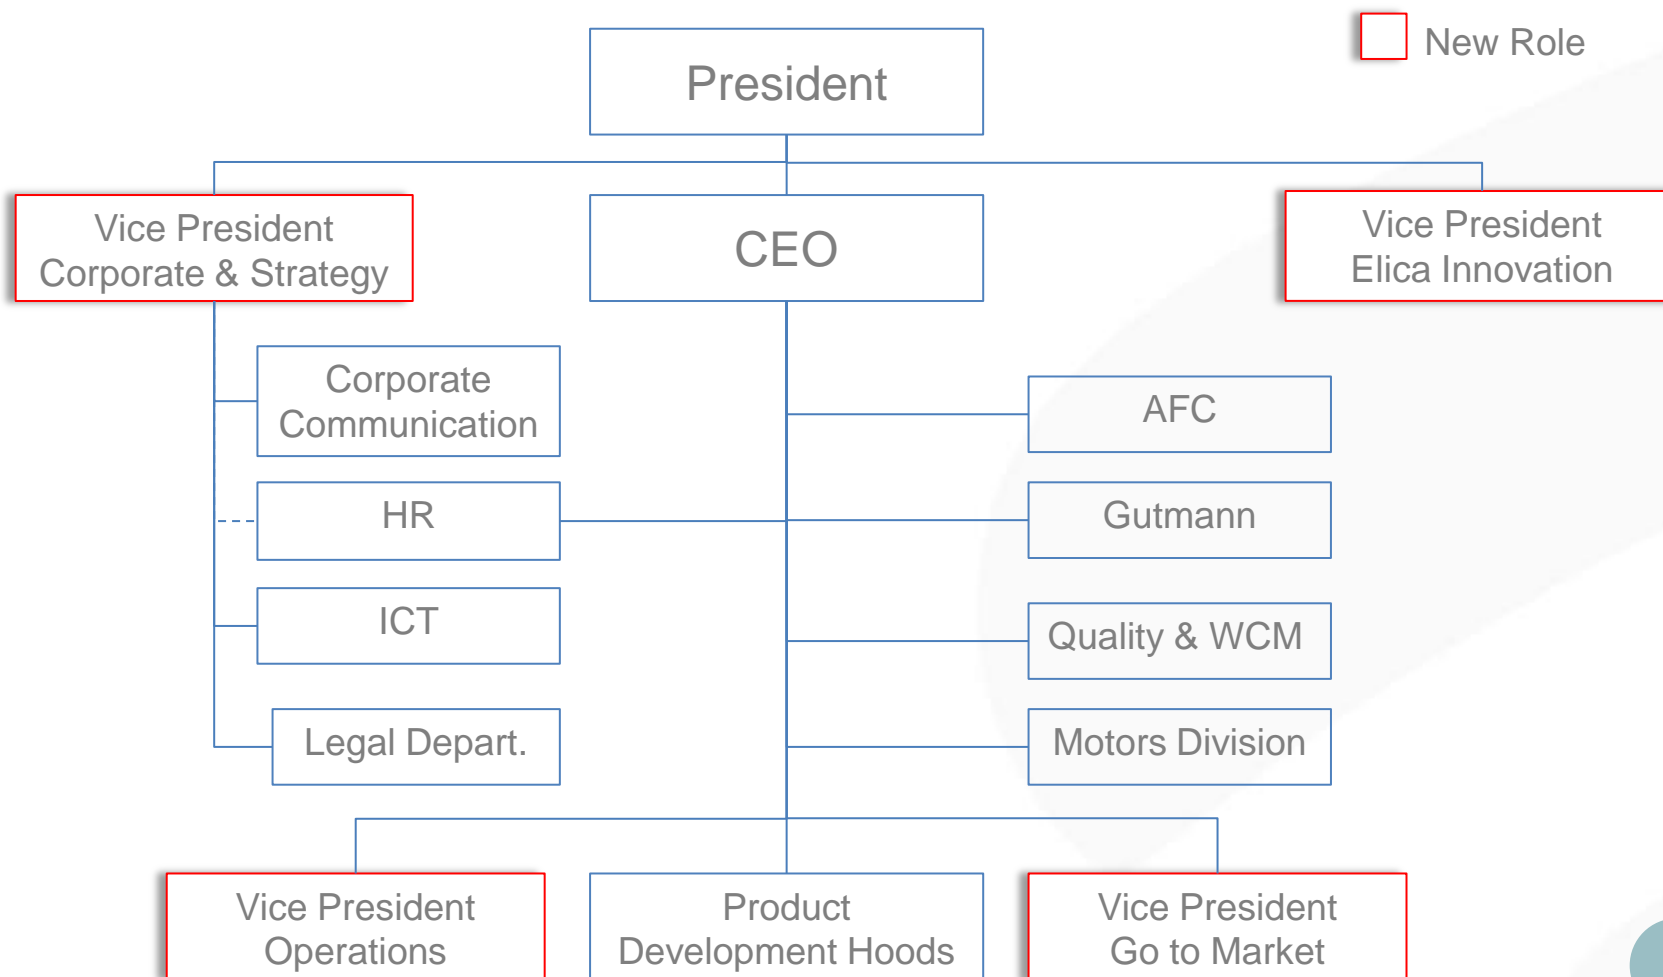 New Role
President
Vice President
Corporate & Strategy
CEO
Vice President
Elica Innovation
Corporate
Communication
AFC
HR
Gutmann
ICT
Quality & WCM
Legal Depart.
Motors Division
Vice President
Operations
Product
Development Hoods
Vice President
Go to Market